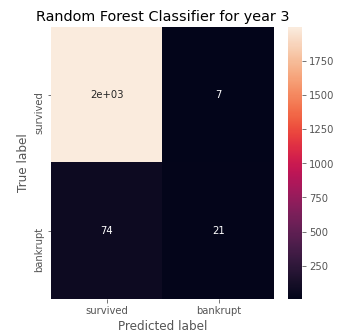 Random Forest Classifier for year 3
True label
survived
bankrupt
2e+03
7
74
21
survived
bankrupt
Predicted label
1750
1500
1250
1000
750
500
250